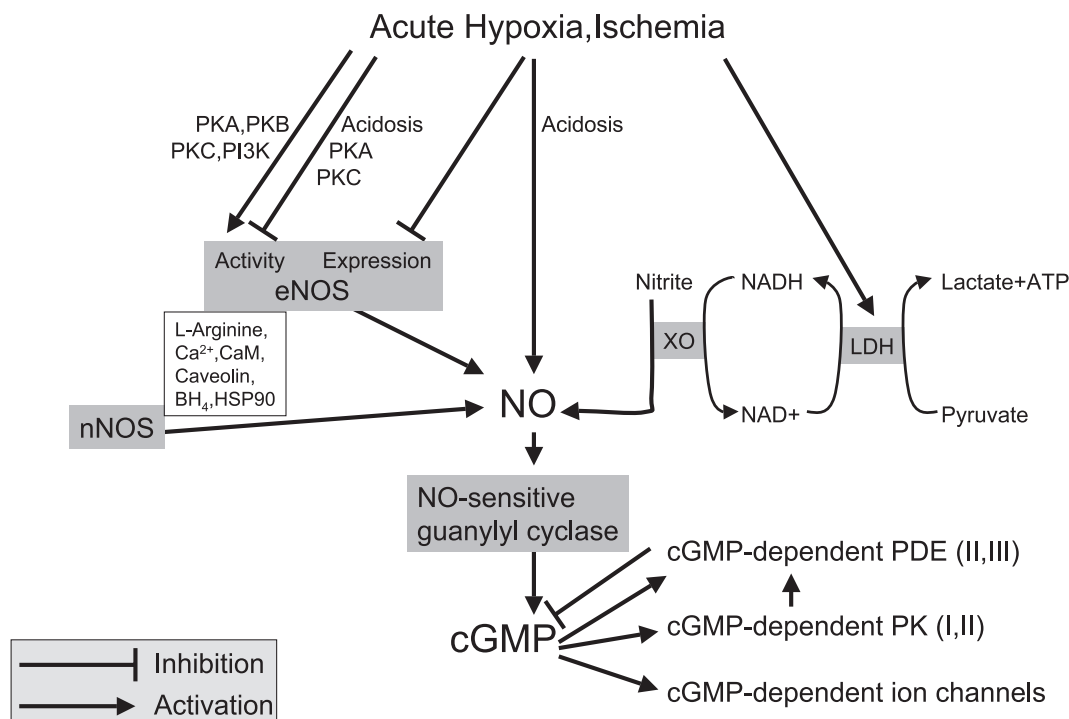 Acute Hypoxia,Ischemia
PKA,PKB
PKC,PI3K
Acidosis
PKA
PKC
Acidosis
Activity Expression
eNOS
L-Arginine,
Ca²⁺,CaM,
Caveolin,
BH₄,HSP90
nNOS
NO
Nitrite
XO
NADH
NAD+
LDH
Lactate+ATP
Pyruvate
NO-sensitive
guanylyl cyclase
cGMP
cGMP-dependent PDE (II,III)
cGMP-dependent PK (I,II)
cGMP-dependent ion channels
Inhibition
Activation